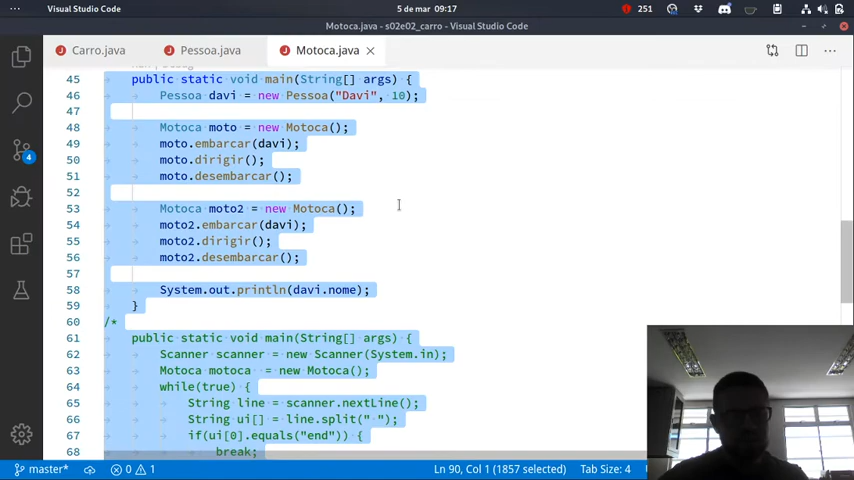 Visual Studio Code
5 de mar 09:17
251
Motoca.java - s02e02_carro - Visual Studio Code
J Carro.java
J Pessoa.java
J Motoca.java ×
45 public static void main(String[] args) {
46 Pessoa davi = new Pessoa("Davi", 10);
47
48 Motoca moto = new Motoca();
49 moto.embarcar(davi);
50 moto.dirigir();
51 moto.desembarcar();
52
53 Motoca moto2 = new Motoca();
54 moto2.embarcar(davi);
55 moto2.dirigir();
56 moto2.desembarcar();
57
58 System.out.println(davi.nome);
59 }
60 /*
61 public static void main(String[] args) {
62 Scanner scanner = new Scanner(System.in);
63 Motoca motoca = new Motoca();
64 while(true) {
65 String line = scanner.nextLine();
66 String ui[] = line.split(" ");
67 if(ui[0].equals("end")) {
68 break;
4
master*
0 1
Ln 90, Col 1 (1857 selected)
Tab Size: 4